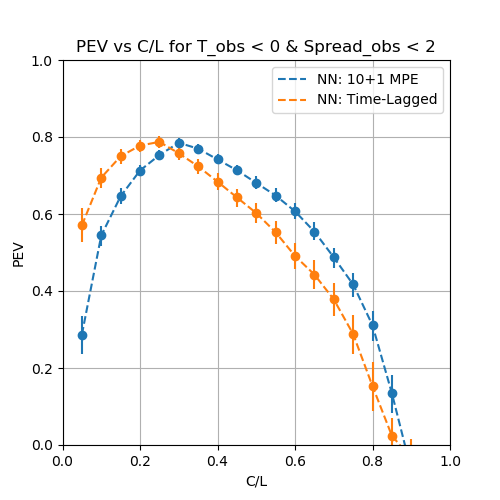 PEV vs C/L for T_obs < 0 & Spread_obs < 2
NN: 10+1 MPE
NN: Time-Lagged
PEV
1.0
0.8
0.6
0.4
0.2
0.0
0.0 0.2 0.4 0.6 0.8 1.0
C/L